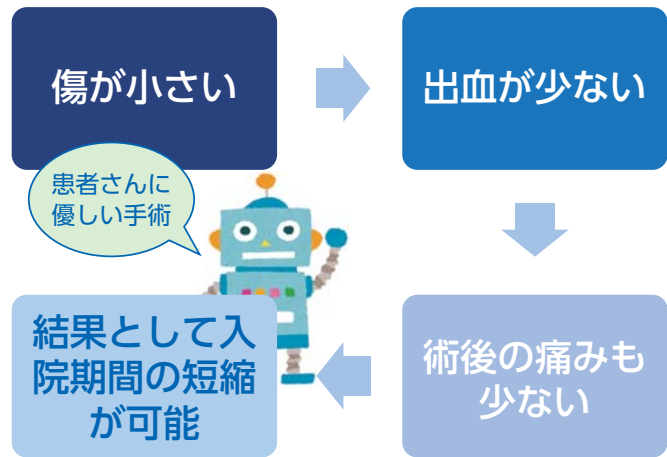 傷が小さい
出血が少ない
患者さんに
優しい手術
術後の痛みも
少ない
結果として入
院期間の短縮
が可能